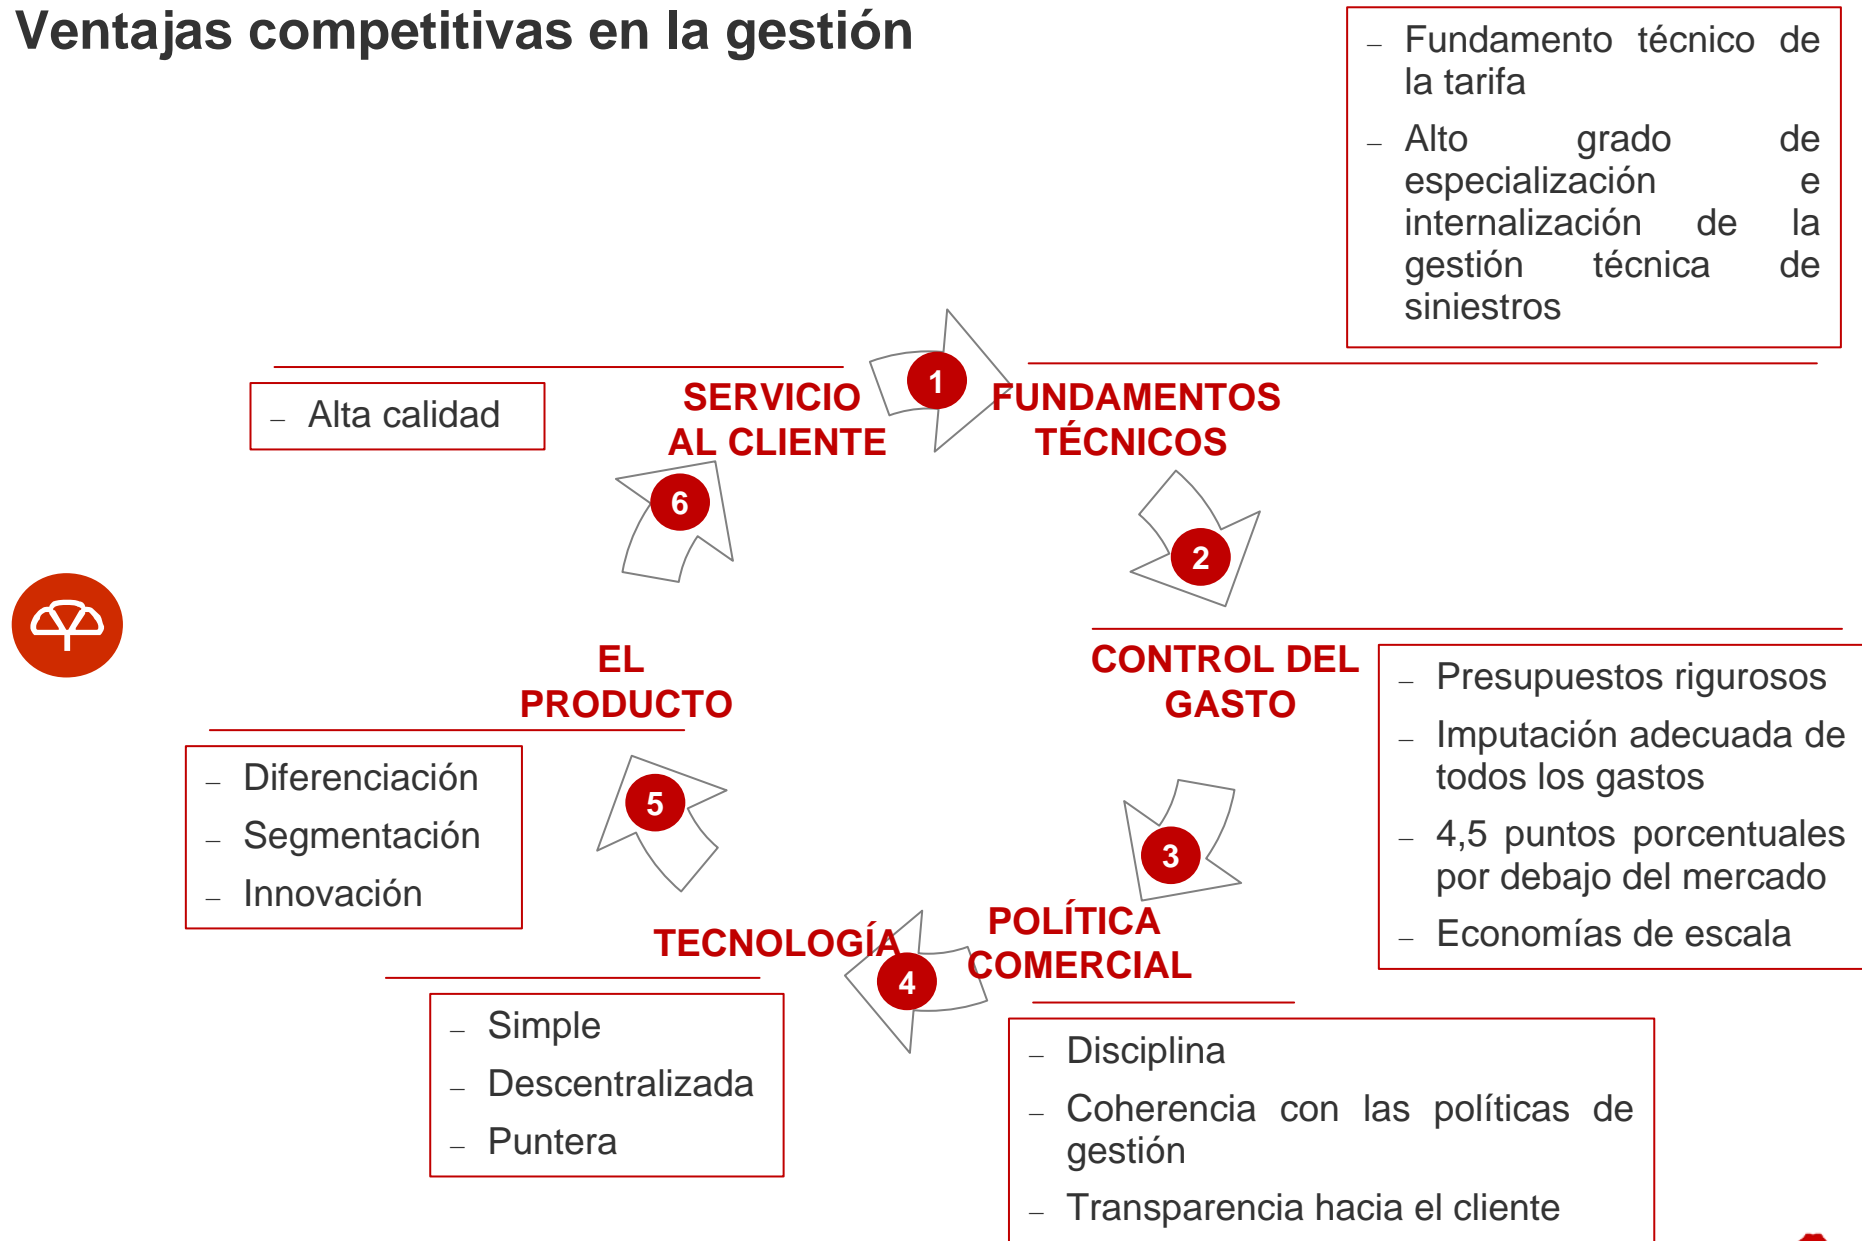 Ventajas competitivas en la gestión
– Fundamento técnico de
la tarifa
– Alto grado de
especialización e
internalización de la
gestión técnica de
siniestros
1
FUNDAMENTOS
TÉCNICOS
2
CONTROL DEL
GASTO
– Presupuestos rigurosos
– Imputación adecuada de
todos los gastos
– 4,5 puntos porcentuales
por debajo del mercado
– Economías de escala
3
POLÍTICA
COMERCIAL
– Disciplina
– Coherencia con las políticas de
gestión
– Transparencia hacia el cliente
4
TECNOLOGÍA
– Simple
– Descentralizada
– Puntera
5
EL
PRODUCTO
– Diferenciación
– Segmentación
– Innovación
6
SERVICIO
AL CLIENTE
– Alta calidad